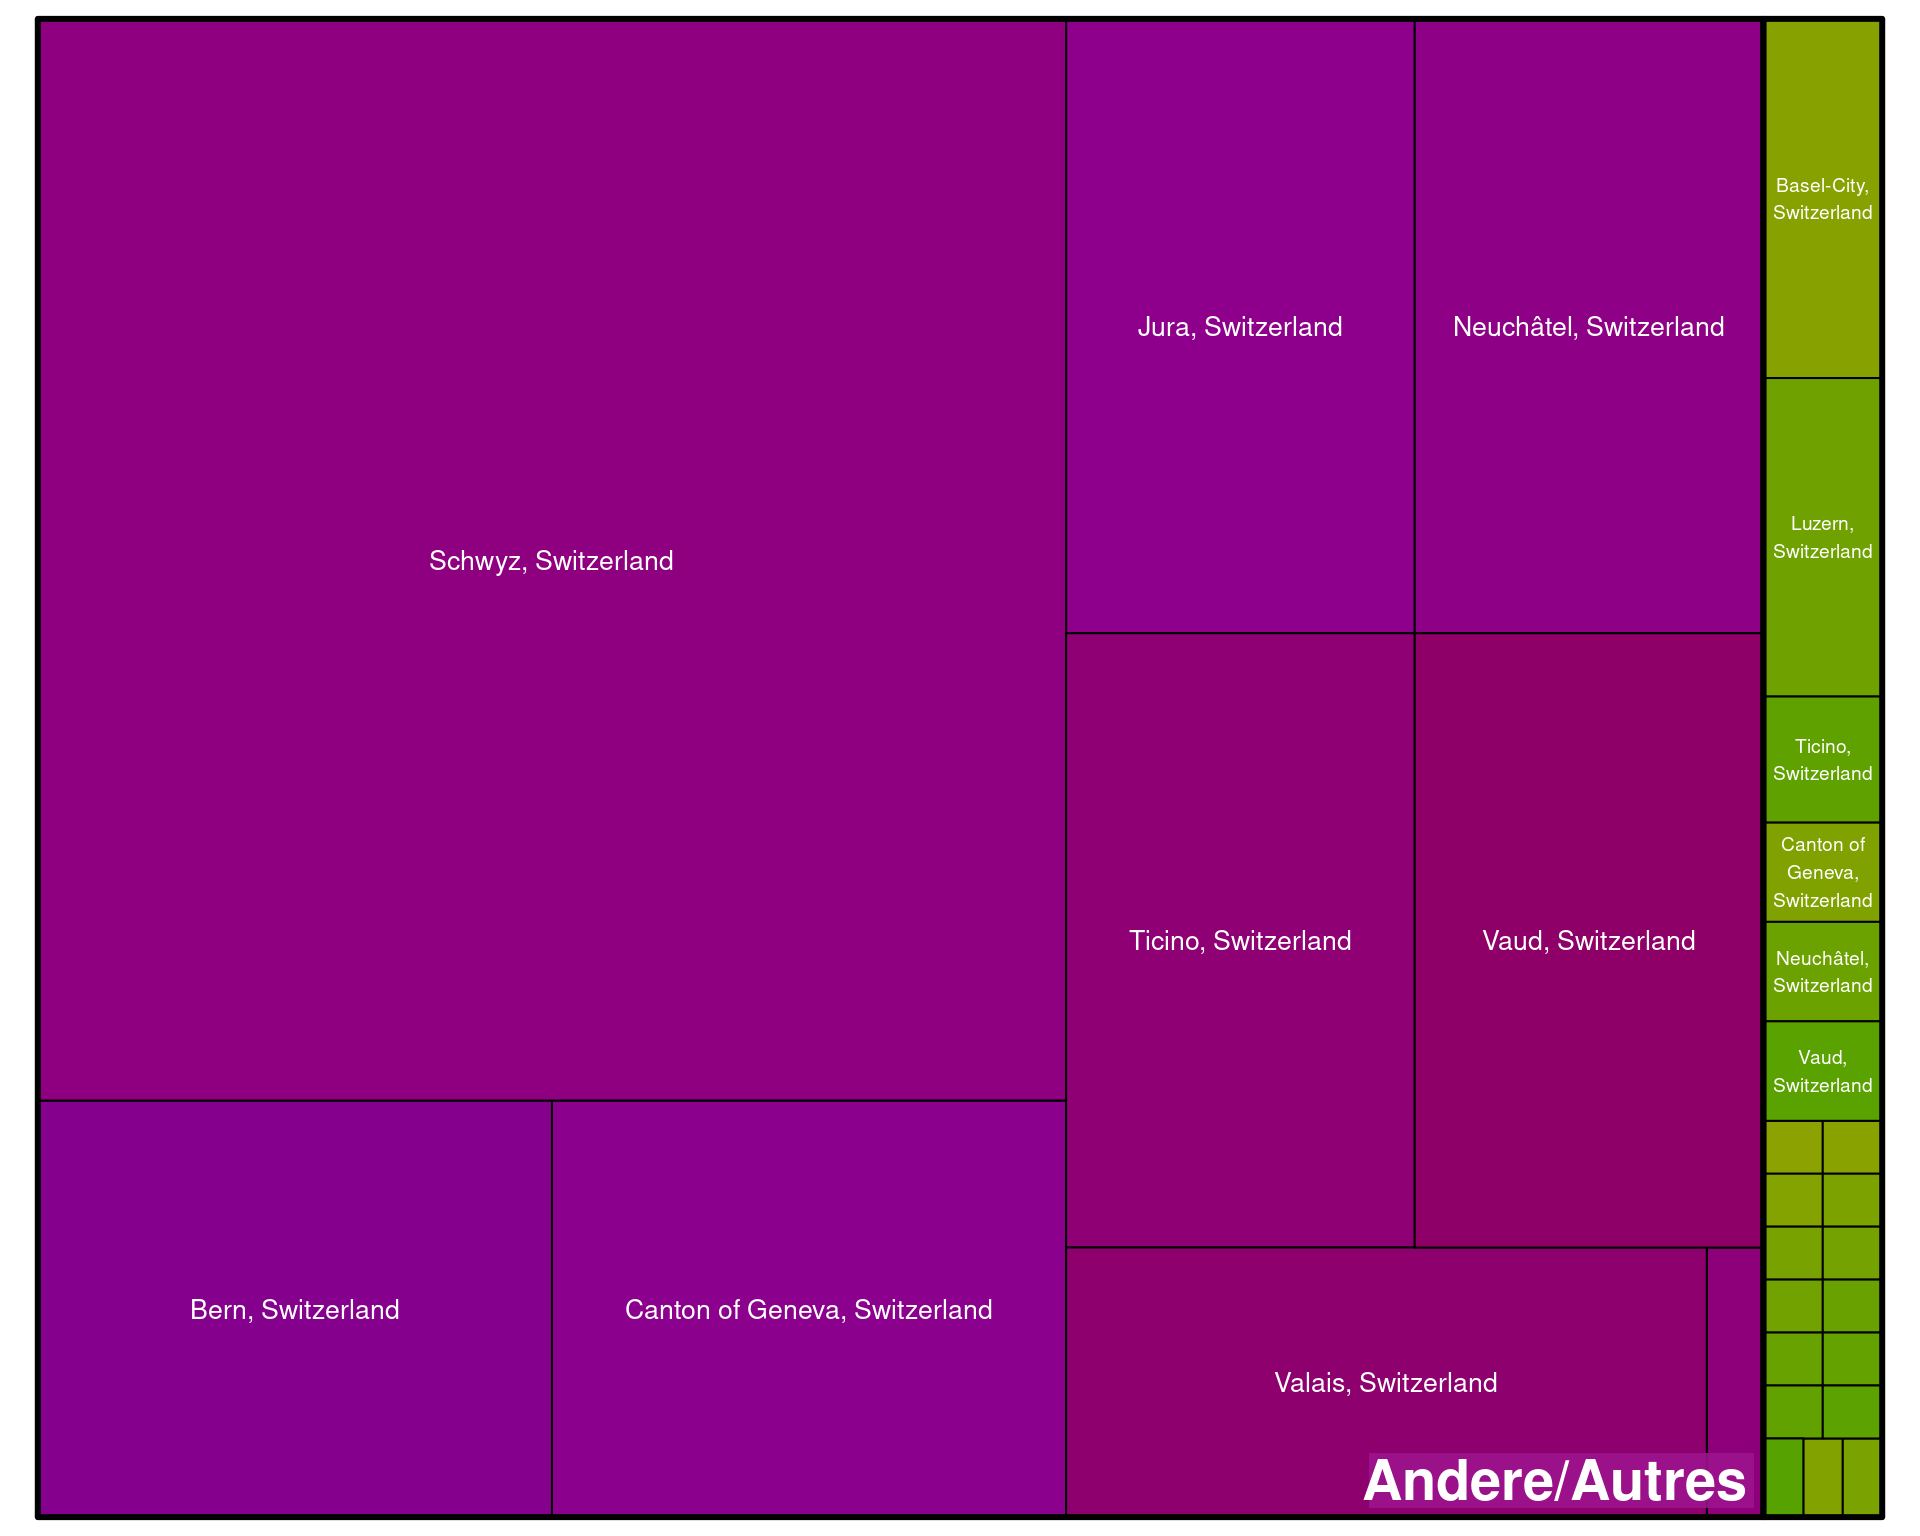 Schwyz, Switzerland
Bern, Switzerland
Canton of Geneva, Switzerland
Jura, Switzerland
Neuchâtel, Switzerland
Ticino, Switzerland
Vaud, Switzerland
Valais, Switzerland
Andere/Autres
Basel-City,
Switzerland
Luzern,
Switzerland
Ticino,
Switzerland
Canton of
Geneva,
Switzerland
Neuchâtel,
Switzerland
Vaud,
Switzerland